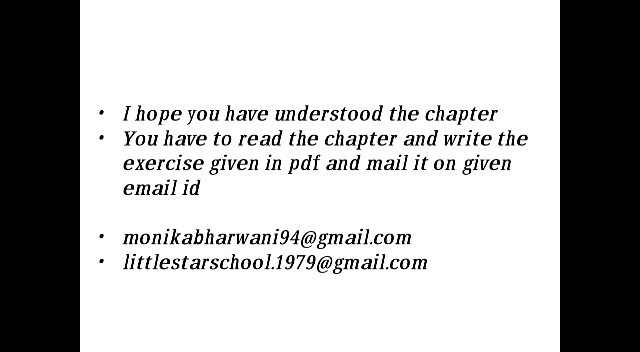 • I hope you have understood the chapter
• You have to read the chapter and write the
exercise given in pdf and mail it on given
email id
• monikabharwani94@gmail.com
• littlestarschool.1979@gmail.com